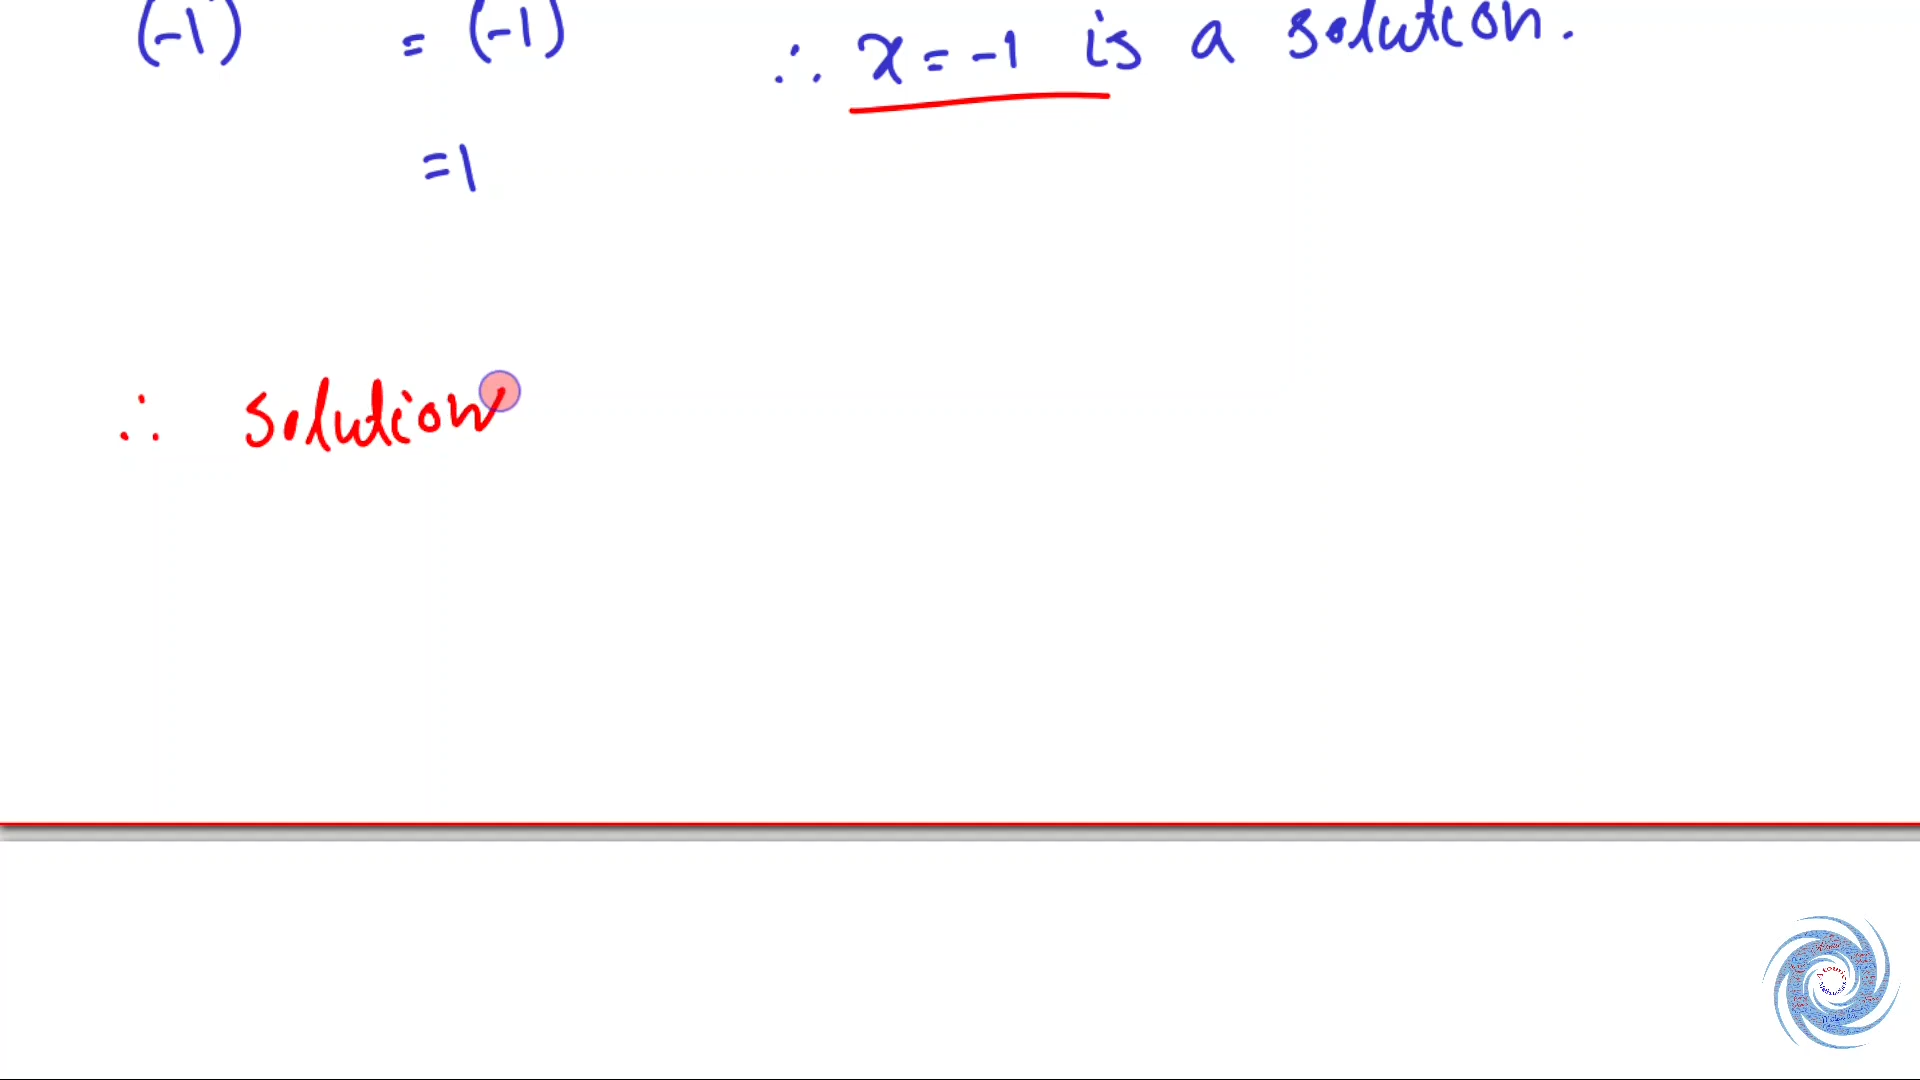 (-1) = (-1) ∴ x = -1 is a solution.
=1
∴ solution